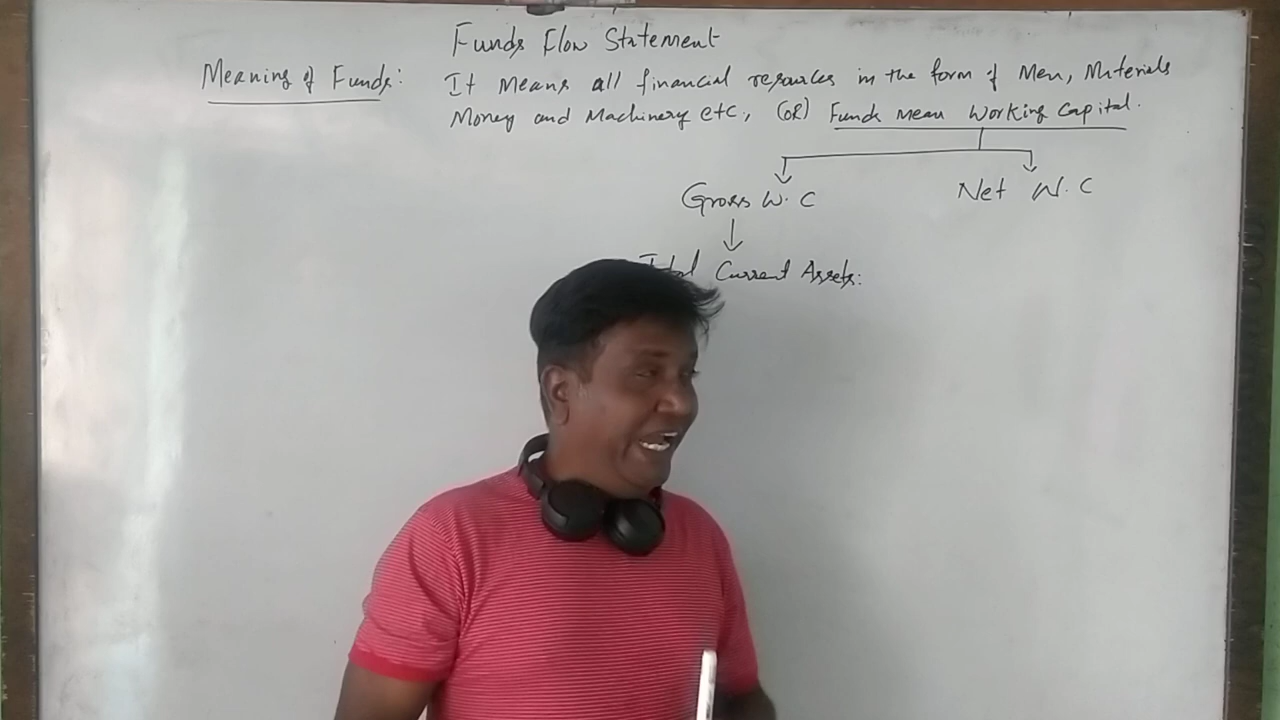 Funds Flow Statement
Meaning of Funds: It Means all financial resources in the form of Men, Materials
Money and Machinery etc, (OR) Funds mean Working Capital.
Gross W.C Net W.C
Total Current Assets: